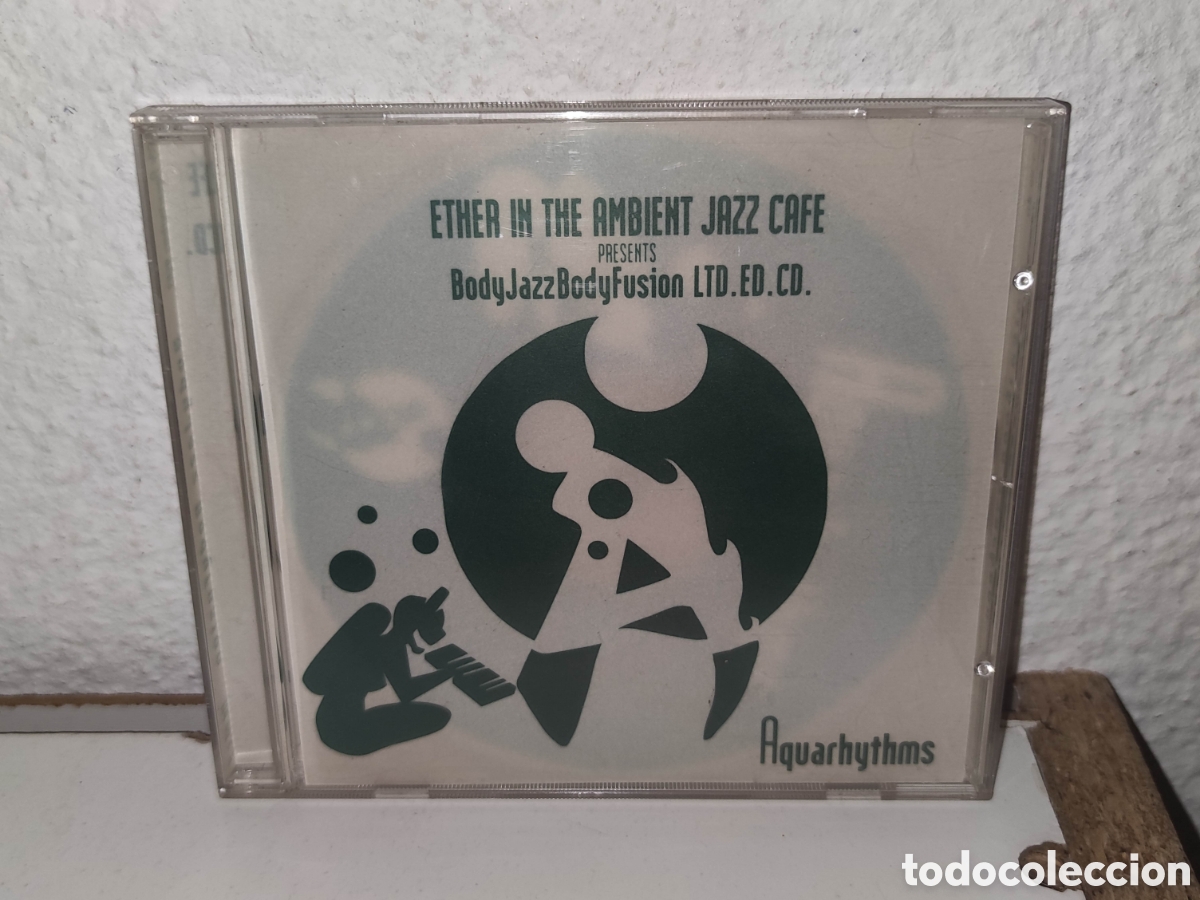 ETHER IN THE AMBIENT JAZZ CAFE
PRESENTS
BodyJazzBodyFusion LTD.ED.CD.
Aquarhythms
todocoleccion